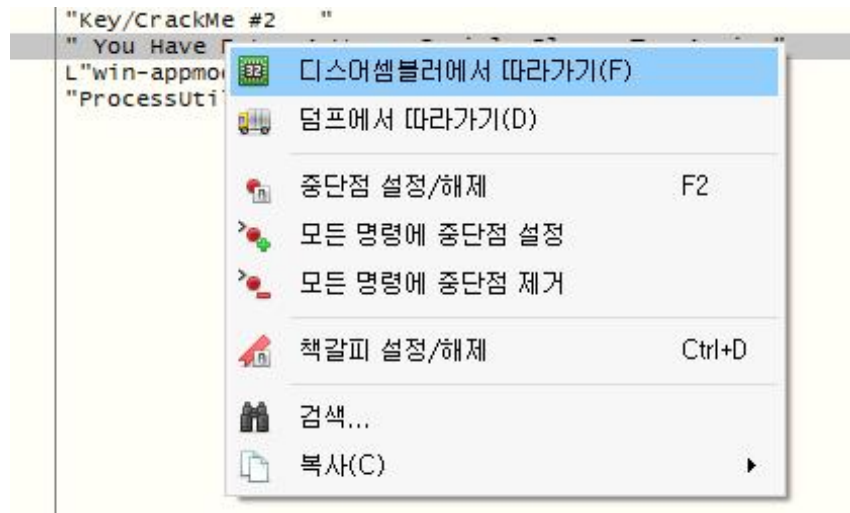 "Key/CrackMe #2   "
" You Have
L"win-appmo
"ProcessUti
디스어셈블러에서 따라가기(F)
덤프에서 따라가기(D)
중단점 설정/해제 F2
모든 명령에 중단점 설정
모든 명령에 중단점 제거
책갈피 설정/해제 Ctrl+D
검색...
복사(C)